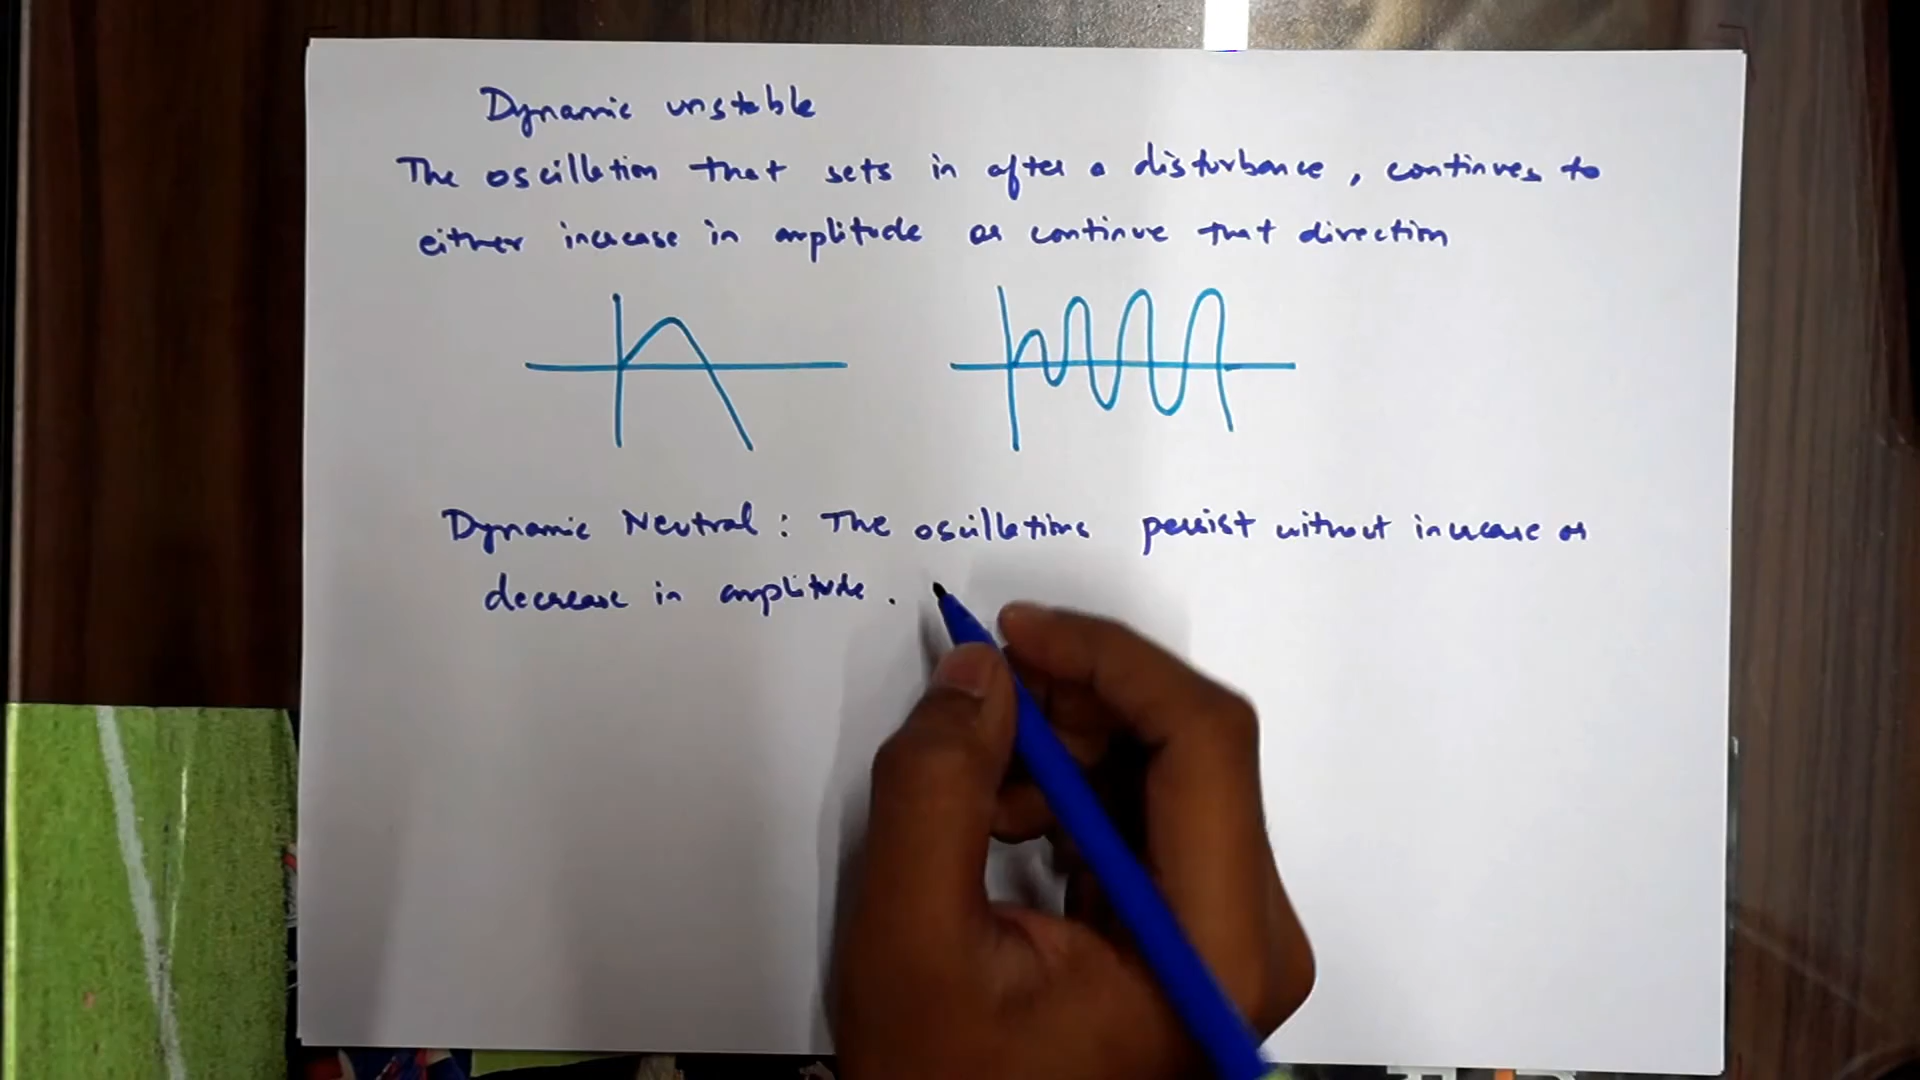 Dynamic unstable
The oscillation that sets in after a disturbance, continues to
either increase in amplitude or continue that direction
Dynamic Neutral : The oscillations persist without increase or
decrease in amplitude.